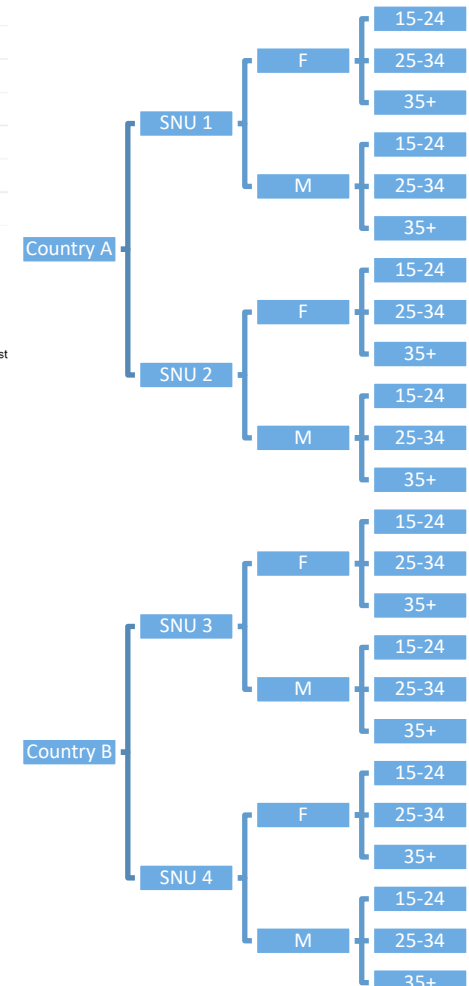 15-24
F 25-34
35+
SNU 1
15-24
M 25-34
35+
Country A
15-24
F 25-34
st
35+
SNU 2
15-24
M 25-34
35+
15-24
F 25-34
35+
SNU 3
15-24
M 25-34
35+
Country B
15-24
F 25-34
35+
SNU 4
15-24
M 25-34
35+